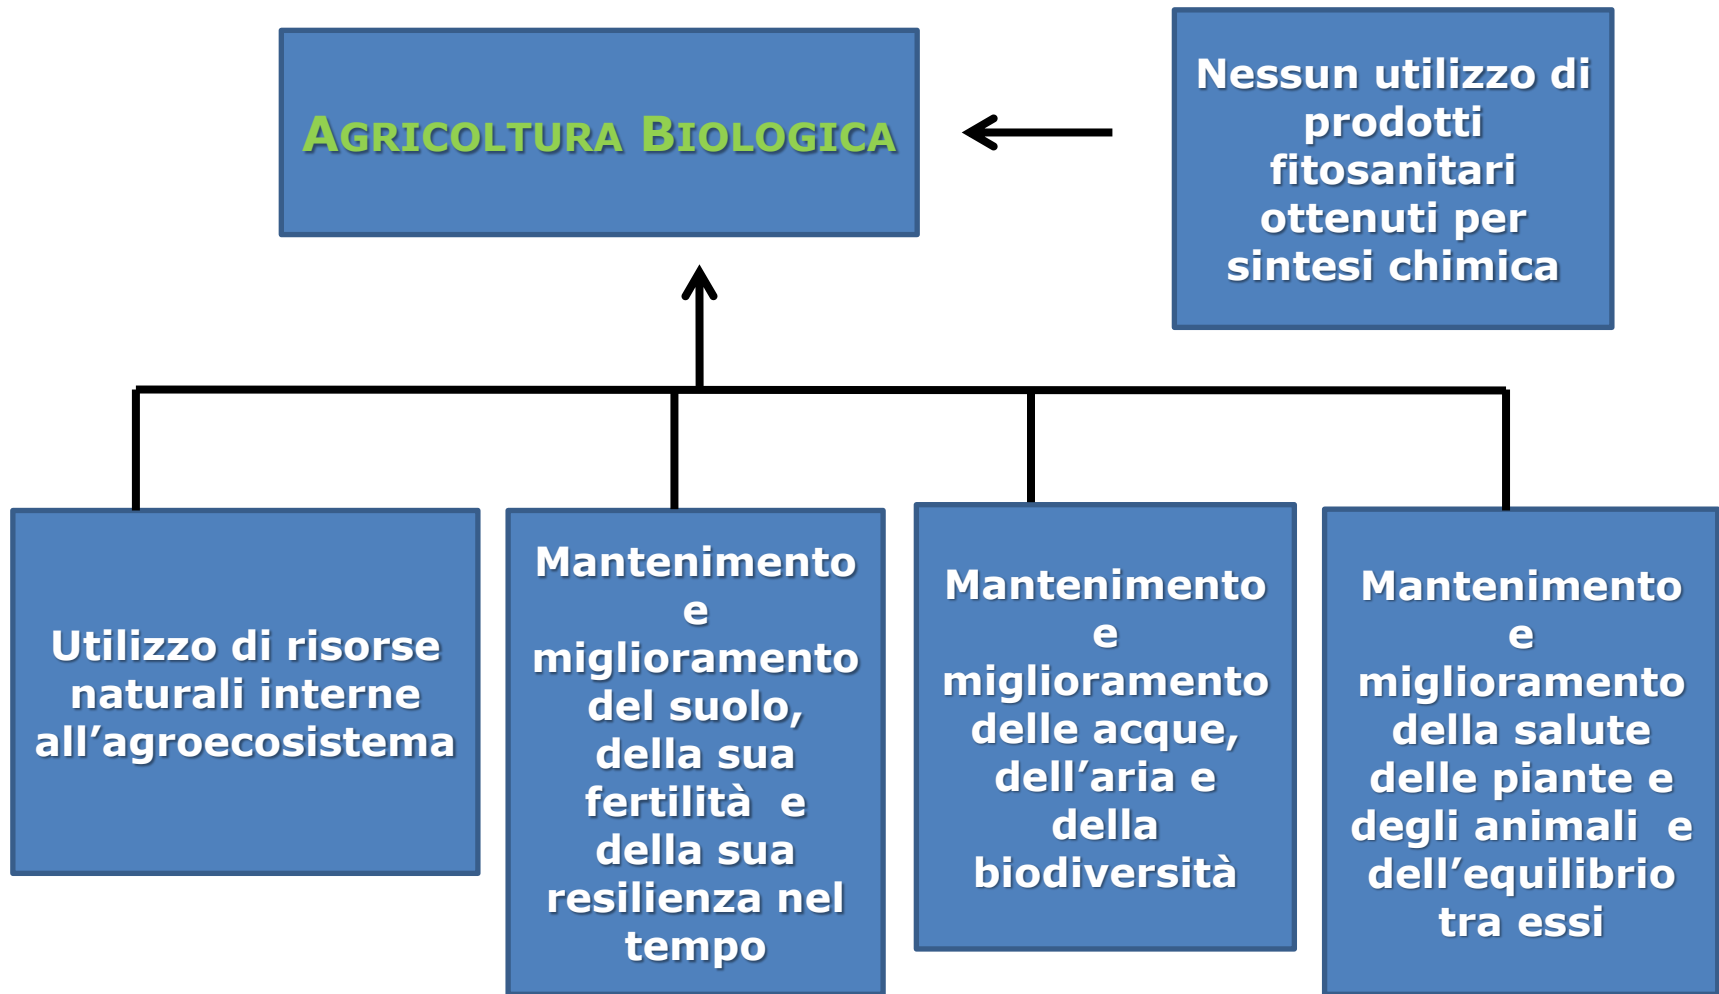 AGRICOLTURA BIOLOGICA
Nessun utilizzo di
prodotti
fitosanitari
ottenuti per
sintesi chimica
Utilizzo di risorse
naturali interne
all’agroecosistema
Mantenimento
e
miglioramento
del suolo,
della sua
fertilità e
della sua
resilienza nel
tempo
Mantenimento
e
miglioramento
delle acque,
dell’aria e
della
biodiversità
Mantenimento
e
miglioramento
della salute
delle piante e
degli animali e
dell’equilibrio
tra essi